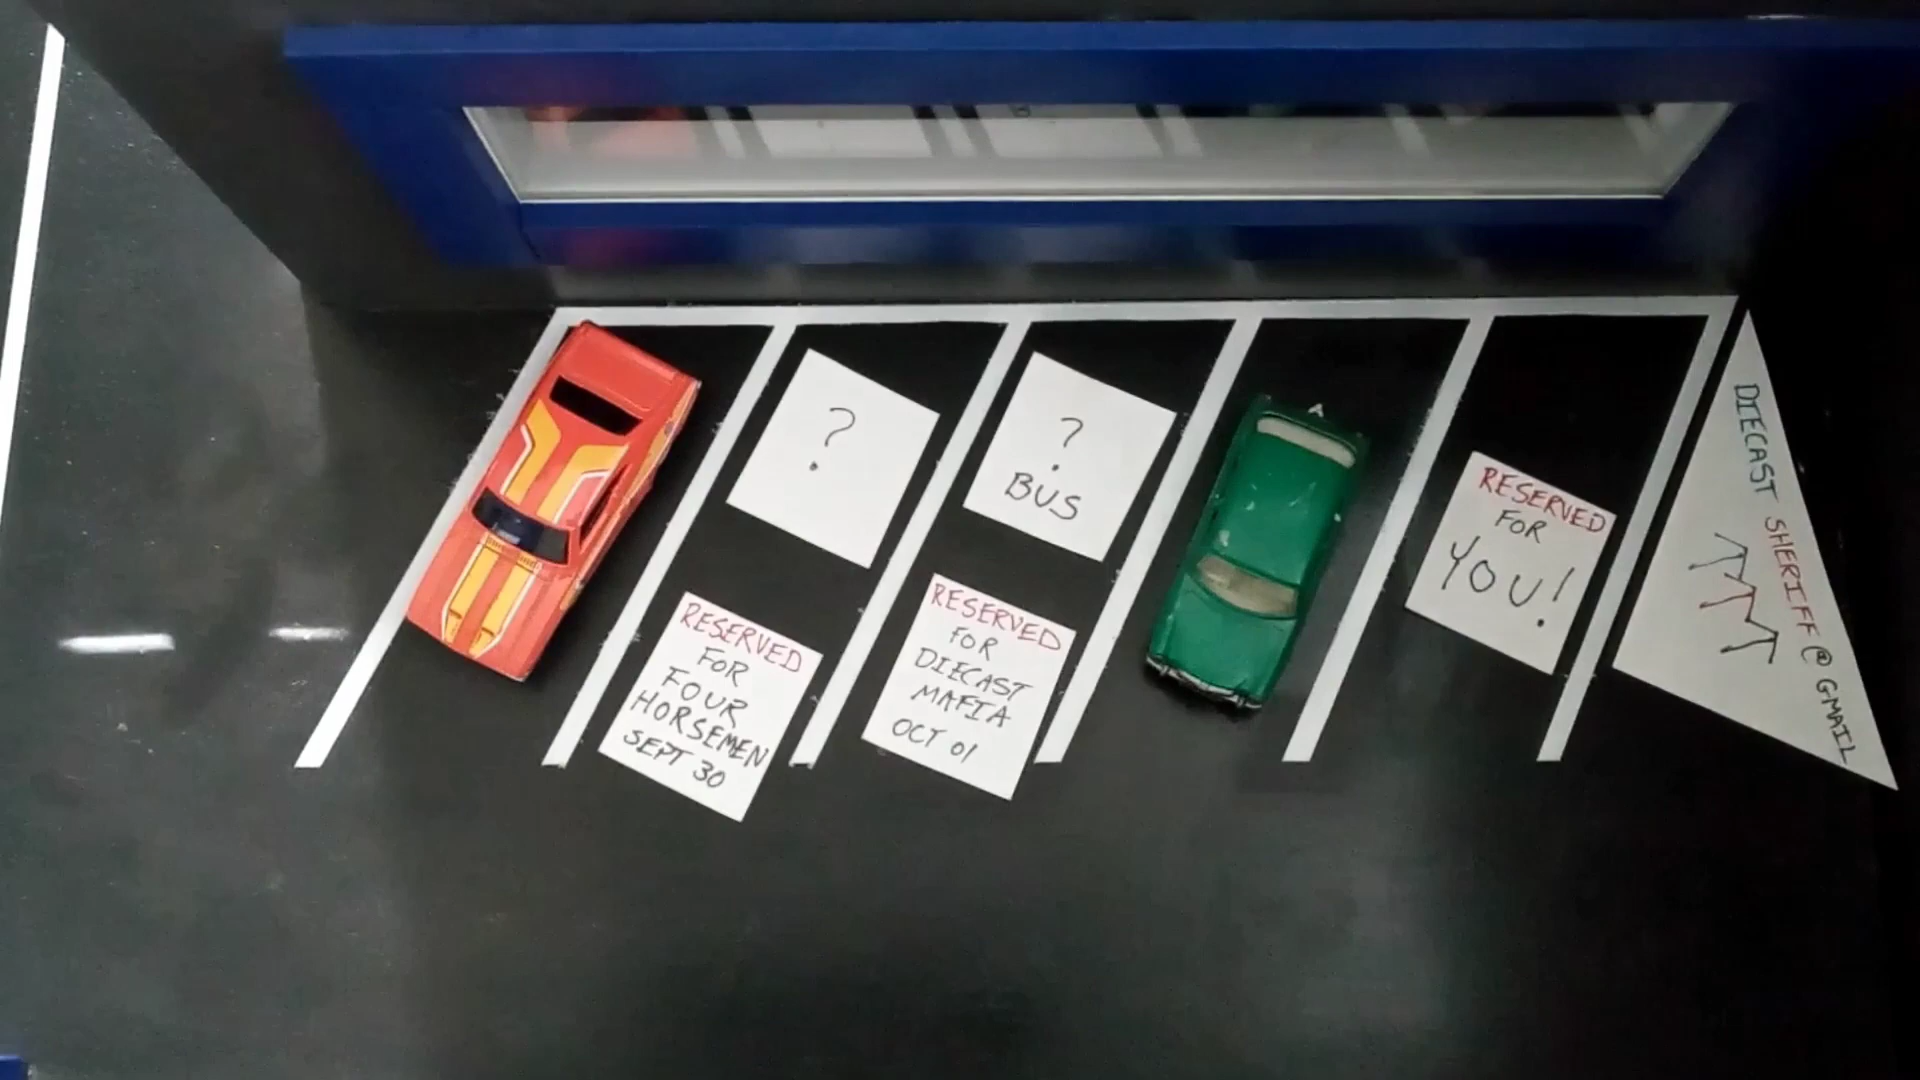 ?
RESERVED
FOR
FOUR
HORSEMEN
SEPT 30
?
BUS
RESERVED
FOR
DIECAST
MAFIA
OCT 01
RESERVED
FOR
YOU!
DIECAST SHERIFF @ GMAIL